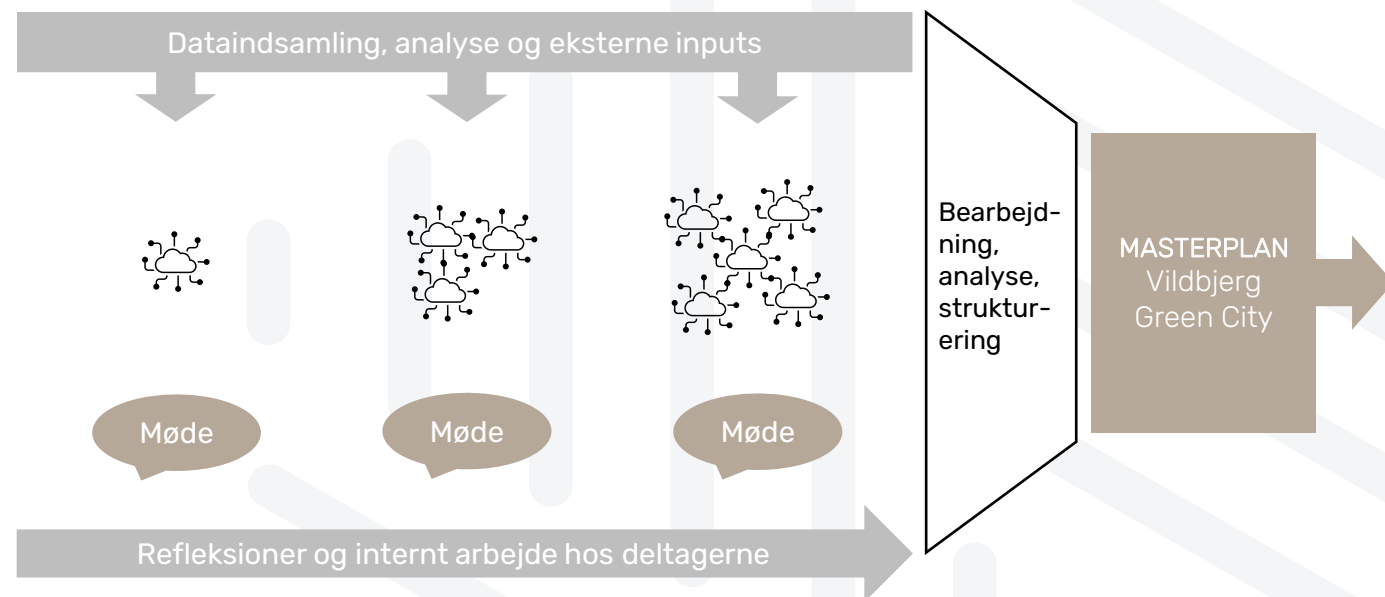 Dataindsamling, analyse og eksterne inputs
Bearbejd-
ning,
analyse,
struktur-
ering
MASTERPLAN
Vildbjerg
Green City
Møde
Møde
Møde
Refleksioner og internt arbejde hos deltagerne